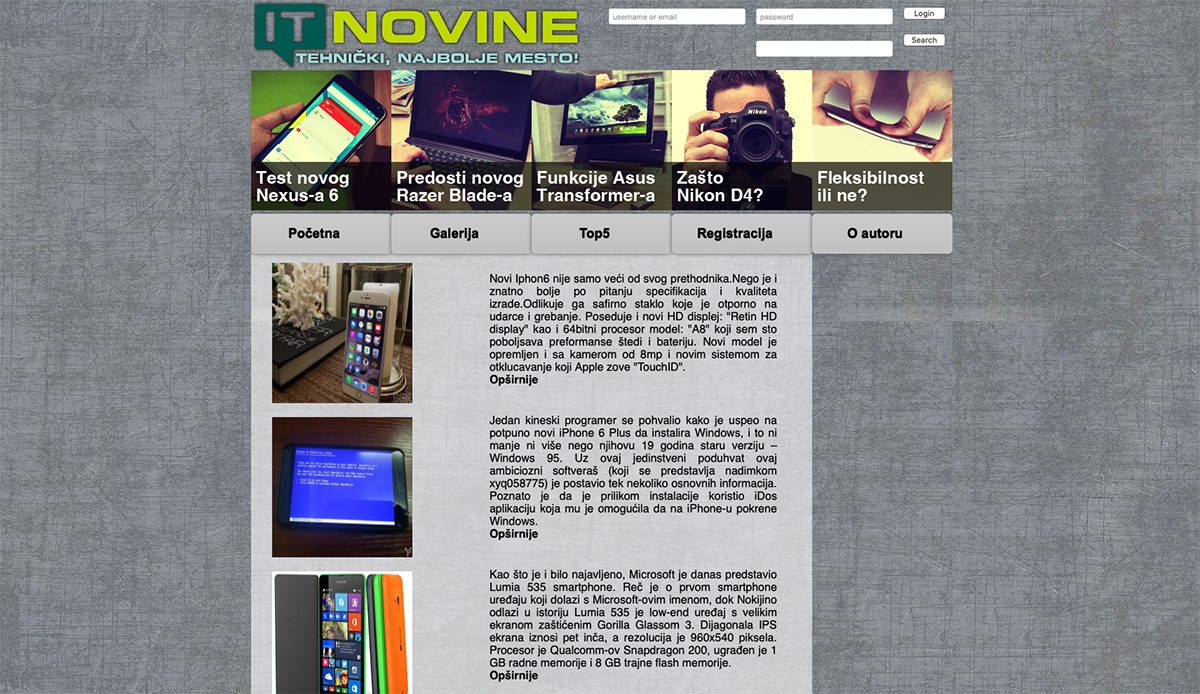 IT NOVINE
TEHNIČKI, NAJBOLJE MESTO!
username or email
password
Login
Search
Test novog
Nexus-a 6
Predosti novog
Razer Blade-a
Funkcije Asus
Transformer-a
Nikon
Zašto
Nikon D4?
Fleksibilnost
ili ne?
Početna
Galerija
Top5
Registracija
O autoru
Novi Iphon6 nije samo veći od svog prethodnika.Nego je i
znatno bolje po pitanju specifikacija i kvaliteta
izrade.Odlikuje ga safirno staklo koje je otporno na
udarce i grebanje. Poseduje i novi HD displej: "Retin HD
display" kao i 64bitni procesor model: "A8" koji sem sto
poboljsava preformanse štedi i bateriju. Novi model je
opremljen i sa kamerom od 8mp i novim sistemom za
otklucavanje koji Apple zove "TouchID".
Opširnije
Jedan kineski programer se pohvalio kako je uspeo na
potpuno novi iPhone 6 Plus da instalira Windows, i to ni
manje ni više nego njihovu 19 godina staru verziju –
Windows 95. Uz ovaj jedinstveni poduhvat ovaj
ambiciozni softveraš (koji se predstavlja nadimkom
xyq058775) je postavio tek nekoliko osnovnih informacija.
Poznato je da je prilikom instalacije koristio iDos
aplikaciju koja mu je omogućila da na iPhone-u pokrene
Windows.
Opširnije
Kao što je i bilo najavljeno, Microsoft je danas predstavio
Lumia 535 smartphone. Reč je o prvom smartphone
uređaju koji dolazi s Microsoft-ovim imenom, dok Nokijino
odlazi u istoriju Lumia 535 je low-end uređaj s velikim
ekranom zaštićenim Gorilla Glassom 3. Dijagonala IPS
ekrana iznosi pet inča, a rezolucija je 960x540 piksela.
Procesor je Qualcomm-ov Snapdragon 200, ugrađen je 1
GB radne memorije i 8 GB trajne flash memorije.
Opširnije